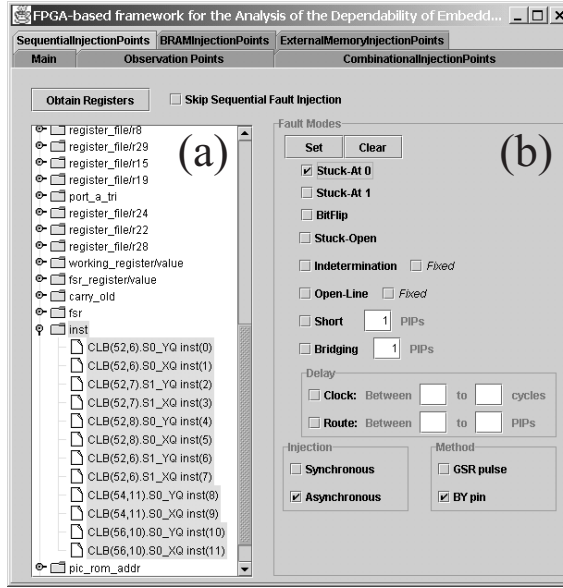 FPGA-based framework for the Analysis of the Dependability of Embedd...
SequentialInjectionPoints BRAMInjectionPoints ExternalMemoryInjectionPoints
Main Observation Points CombinationalInjectionPoints
Obtain Registers Skip Sequential Fault Injection
(a)
register_file/r8
register_file/r29
register_file/r15
register_file/r19
port_a_tri
register_file/r24
register_file/r22
register_file/r28
working_register/value
fsr_register/value
carry_old
fsr
inst
CLB(52,6).S0_YQ inst(0)
CLB(52,6).S0_XQ inst(1)
CLB(52,7).S1_YQ inst(2)
CLB(52,7).S1_XQ inst(3)
CLB(52,8).S0_YQ inst(4)
CLB(52,8).S0_XQ inst(5)
CLB(52,6).S1_YQ inst(6)
CLB(52,6).S1_XQ inst(7)
CLB(54,11).S0_YQ inst(8)
CLB(54,11).S0_XQ inst(9)
CLB(56,10).S0_YQ inst(10)
CLB(56,10).S0_XQ inst(11)
pic_rom_addr
Fault Modes
(b)
Set Clear
Stuck-At 0
Stuck-At 1
BitFlip
Stuck-Open
Indetermination Fixed
Open-Line Fixed
Short 1 PIPs
Bridging 1 PIPs
Delay
Clock: Between to cycles
Route: Between to PIPs
Injection
Synchronous
Asynchronous
Method
GSR pulse
BY pin